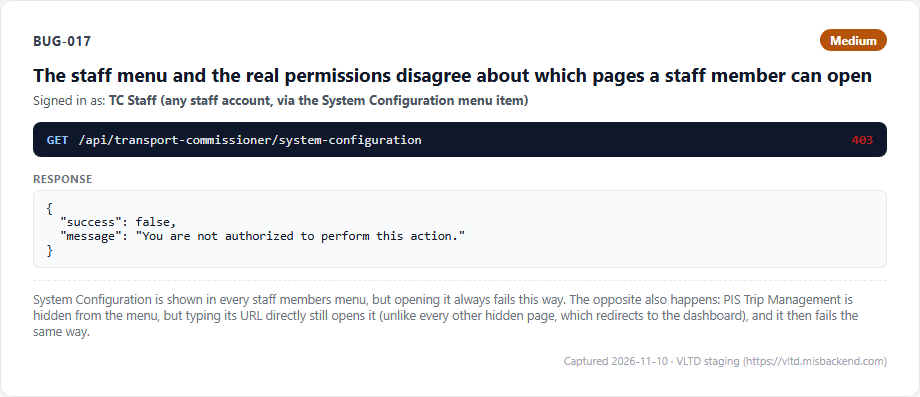 BUG-017
Medium
The staff menu and the real permissions disagree about which pages a staff member can open
Signed in as: TC Staff (any staff account, via the System Configuration menu item)
GET /api/transport-commissioner/system-configuration 403
RESPONSE
{
  "success": false,
  "message": "You are not authorized to perform this action."
}
System Configuration is shown in every staff members menu, but opening it always fails this way. The opposite also happens: PIS Trip Management is
hidden from the menu, but typing its URL directly still opens it (unlike every other hidden page, which redirects to the dashboard), and it then fails the
same way.
Captured 2026-11-10 · VLTD staging (https://vltd.misbackend.com)